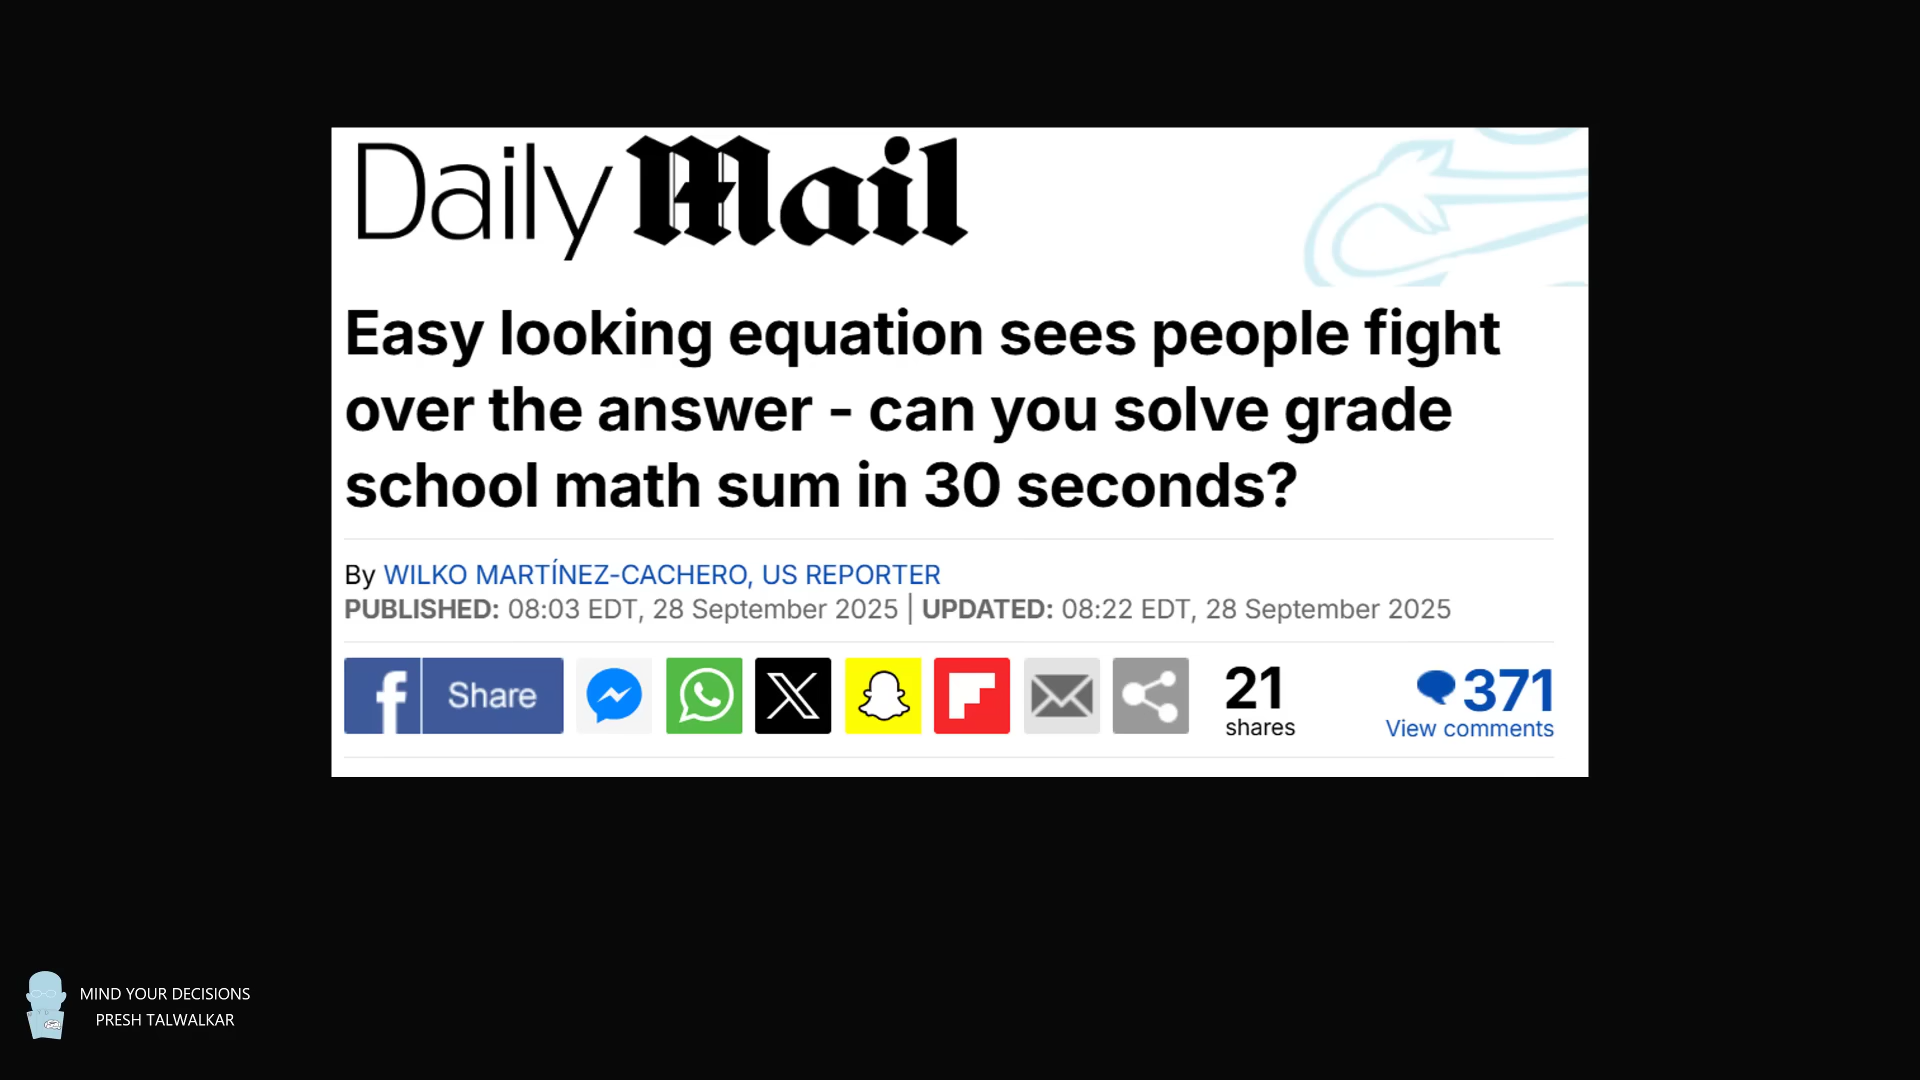 Daily Mail
Easy looking equation sees people fight
over the answer - can you solve grade
school math sum in 30 seconds?
By WILKO MARTÍNEZ-CACHERO, US REPORTER
PUBLISHED: 08:03 EDT, 28 September 2025 | UPDATED: 08:22 EDT, 28 September 2025
f Share
21
shares
371
View comments
MIND YOUR DECISIONS
PRESH TALWALKAR